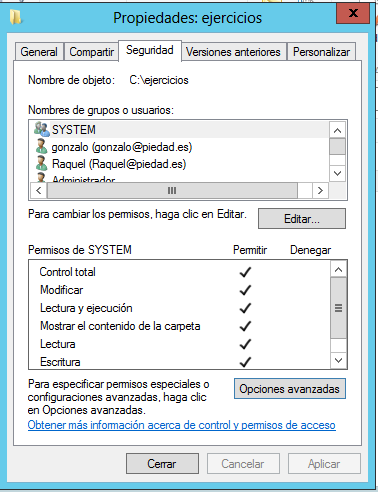 Propiedades: ejercicios
General Compartir Seguridad Versiones anteriores Personalizar
Nombre de objeto: C:\ejercicios
Nombres de grupos o usuarios:
SYSTEM
gonzalo (gonzalo@piedad.es)
Raquel (Raquel@piedad.es)
Administrador
Para cambiar los permisos, haga clic en Editar. Editar...
Permisos de SYSTEM Permitir Denegar
Control total
Modificar
Lectura y ejecución
Mostrar el contenido de la carpeta
Lectura
Escritura
Para especificar permisos especiales o
configuraciones avanzadas, haga clic
en Opciones avanzadas.
Opciones avanzadas
Obtener más información acerca de control y permisos de acceso
Cerrar Cancelar Aplicar